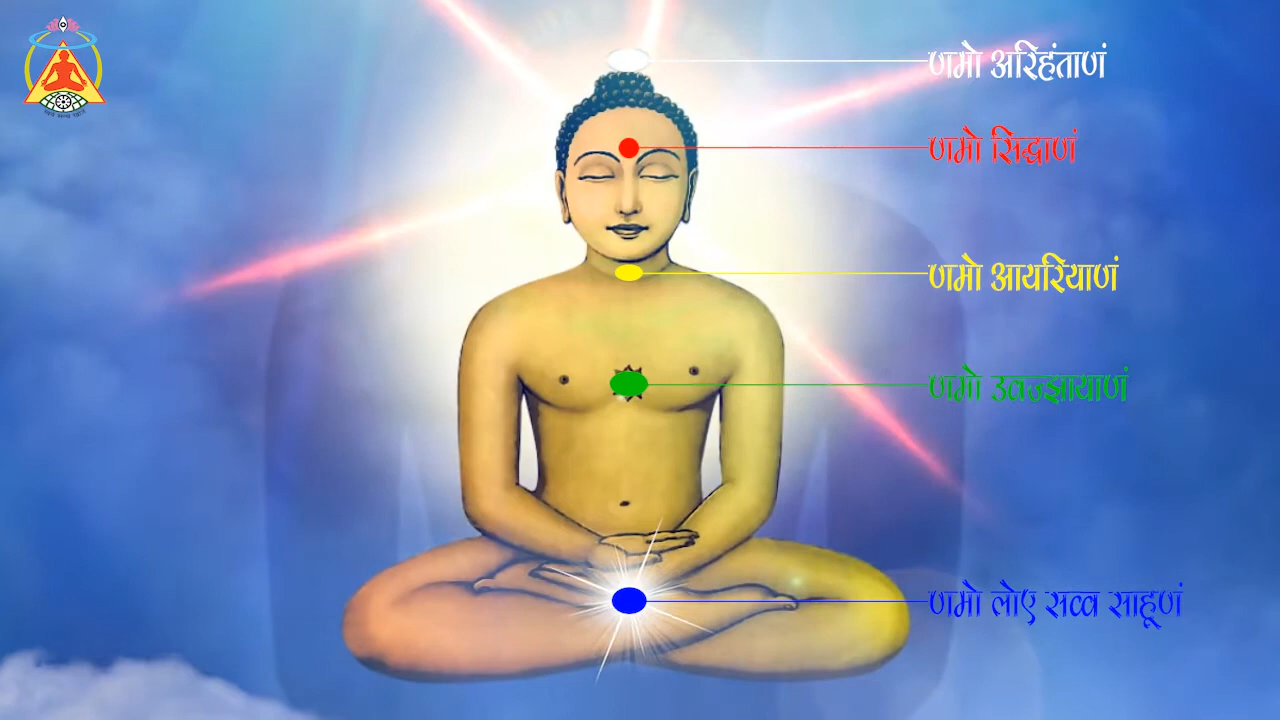 णमो अरिहंताणं
णमो सिद्धाणं
णमो आयरियाणं
णमो उवज्झायाणं
णमो लोए सव्व साहूणं